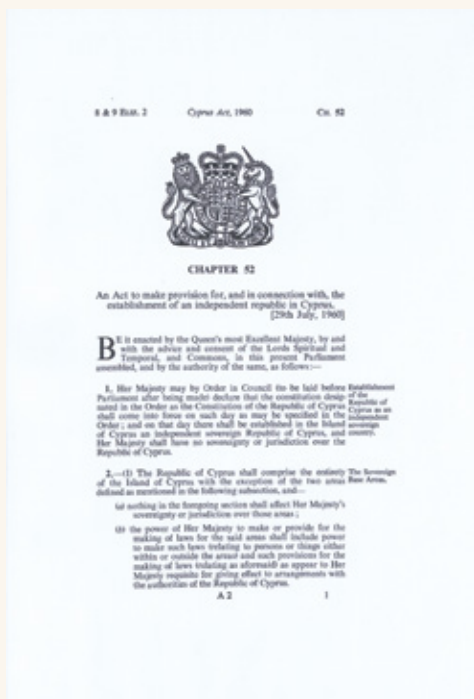 8 & 9 ELIZ. 2 Cyprus Act, 1960 CH. 52
CHAPTER 52
An Act to make provision for, and in connection with, the
establishment of an independent republic in Cyprus.
[29th July, 1960]
BE it enacted by the Queen's most Excellent Majesty, by and
with the advice and consent of the Lords Spiritual and
Temporal, and Commons, in this present Parliament
assembled, and by the authority of the same, as follows:—
1. Her Majesty may by Order in Council (to be laid before
Parliament after being made) declare that the constitution desig-
nated in the Order as the Constitution of the Republic of Cyprus
shall come into force on such day as may be specified in the
Order; and on that day there shall be established in the Island
of Cyprus an independent sovereign Republic of Cyprus, and
Her Majesty shall have no sovereignty or jurisdiction over the
Republic of Cyprus.
Establishment
of the
Republic of
Cyprus as an
independent
sovereign
country.
2.—(1) The Republic of Cyprus shall comprise the entirety
of the Island of Cyprus with the exception of the two areas
defined as mentioned in the following subsection, and—
The Sovereign
Base Areas.
(a) nothing in the foregoing section shall affect Her Majesty's
sovereignty or jurisdiction over those areas;
(b) the power of Her Majesty to make or provide for the
making of laws for the said areas shall include power
to make such laws (relating to persons or things either
within or outside the areas) and such provisions for the
making of laws (relating as aforesaid) as appear to Her
Majesty requisite for giving effect to arrangements with
the authorities of the Republic of Cyprus.
A 2 1